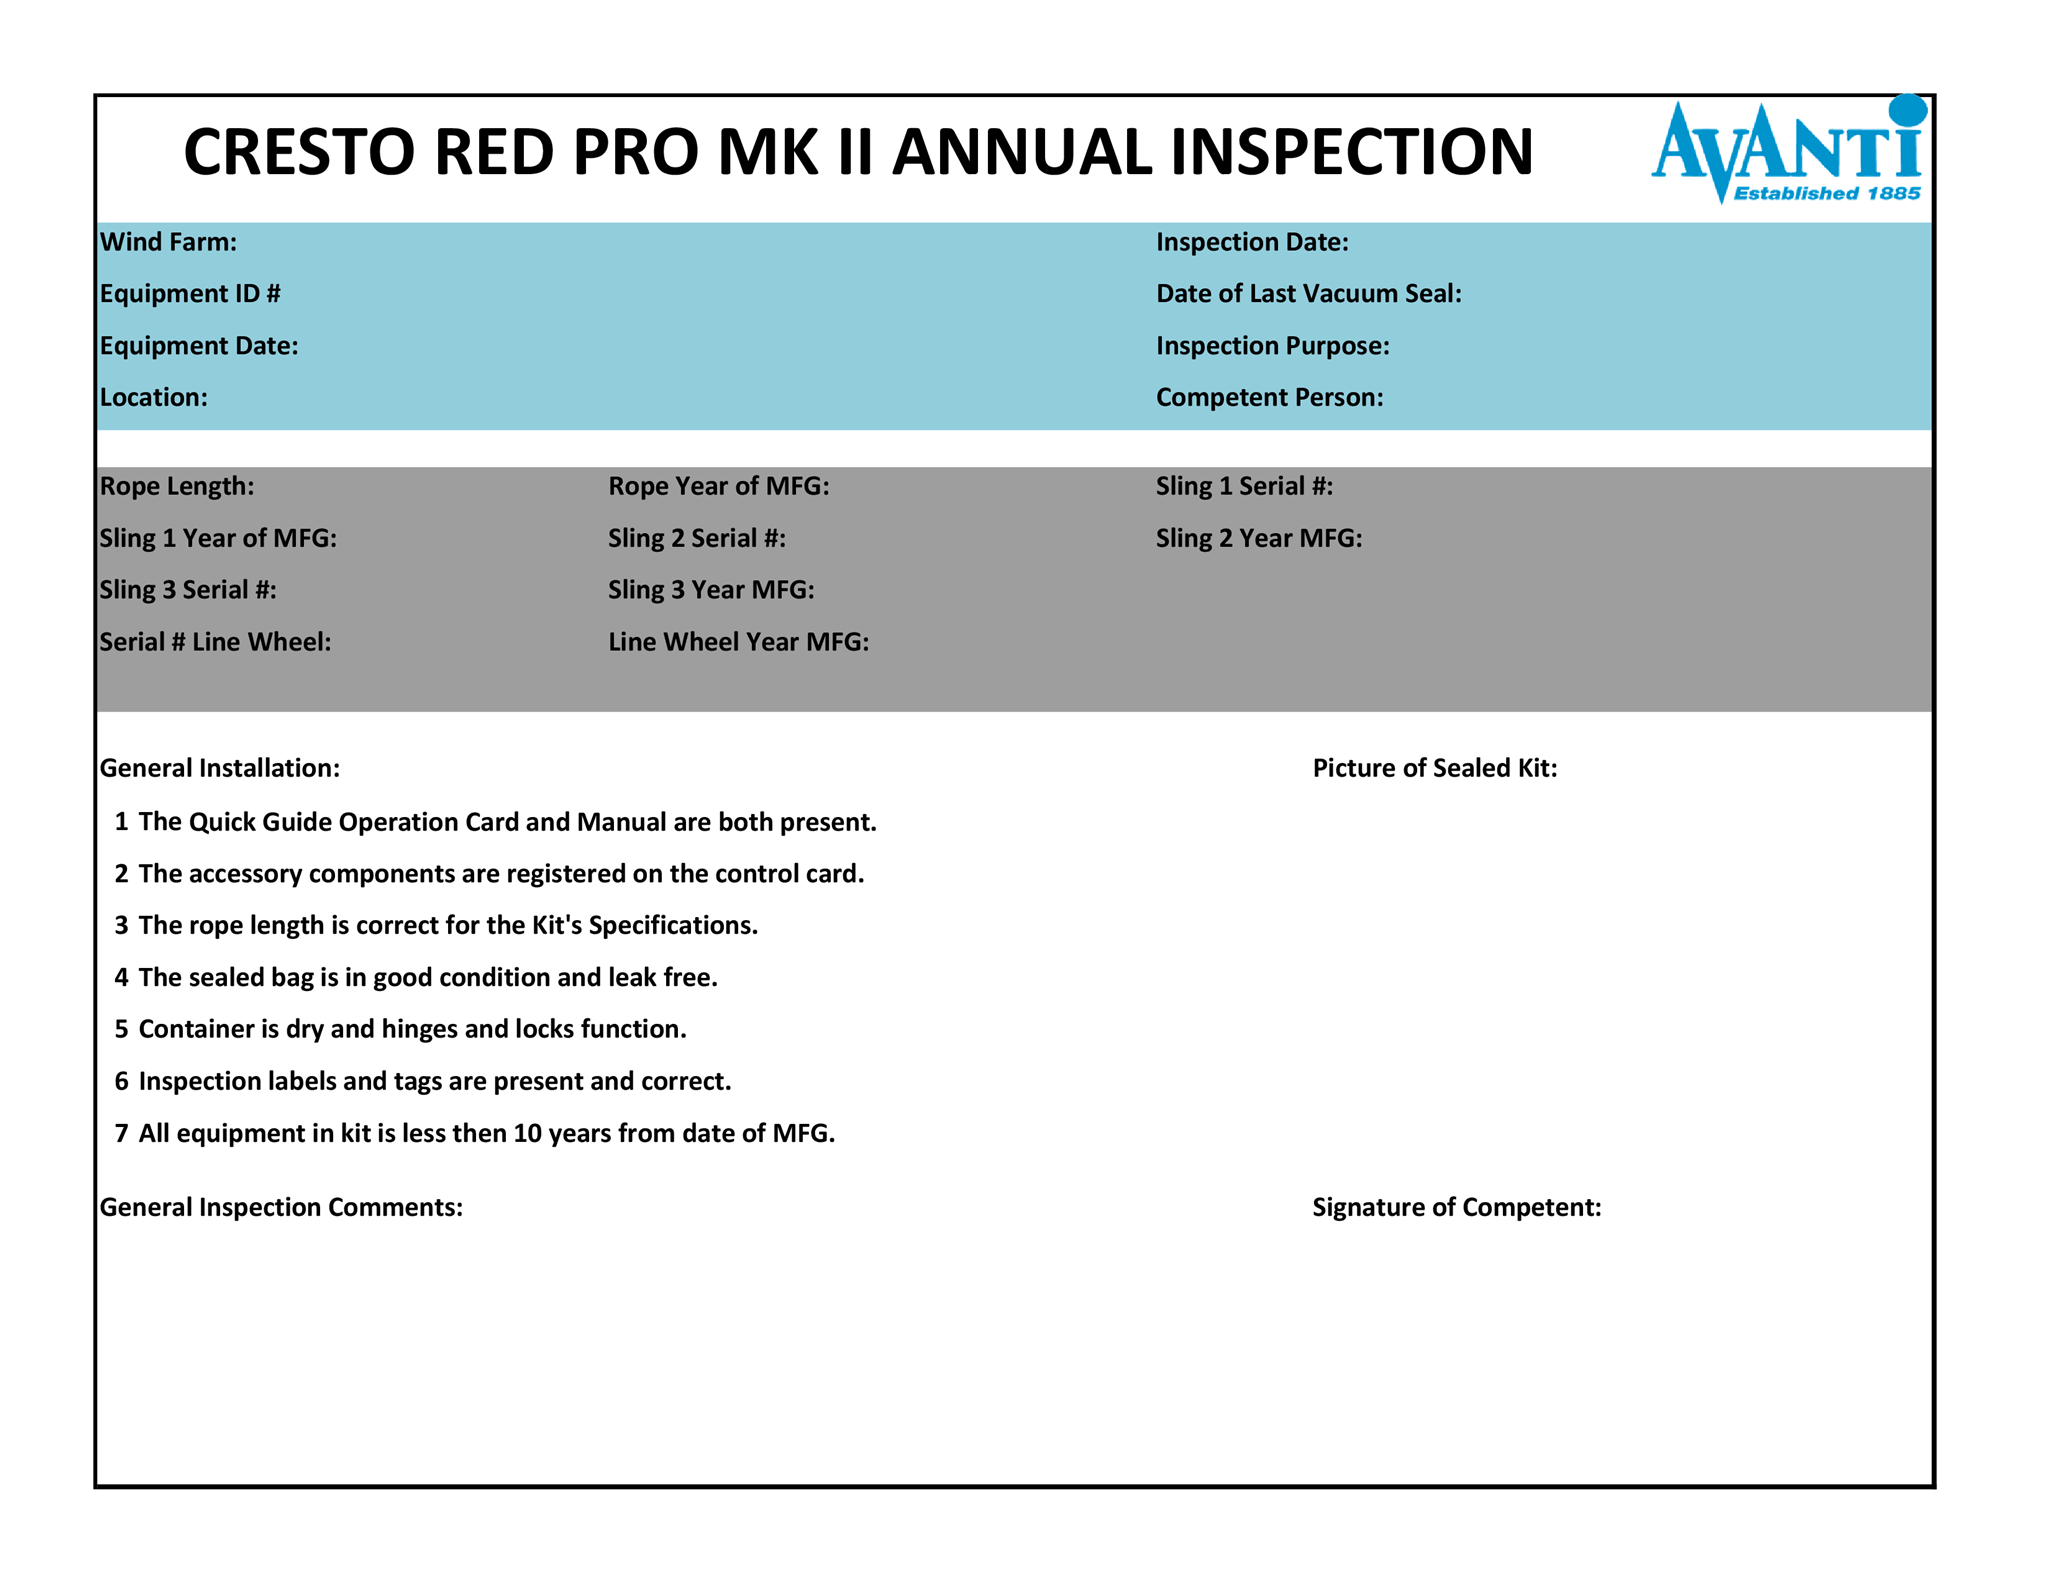 CRESTO RED PRO MK II ANNUAL INSPECTION
AVANTi
Established 1885
Wind Farm:
Inspection Date:
Equipment ID #
Date of Last Vacuum Seal:
Equipment Date:
Inspection Purpose:
Location:
Competent Person:
Rope Length:
Rope Year of MFG:
Sling 1 Serial #:
Sling 1 Year of MFG:
Sling 2 Serial #:
Sling 2 Year MFG:
Sling 3 Serial #:
Sling 3 Year MFG:
Serial # Line Wheel:
Line Wheel Year MFG:
General Installation:
Picture of Sealed Kit:
1 The Quick Guide Operation Card and Manual are both present.
2 The accessory components are registered on the control card.
3 The rope length is correct for the Kit's Specifications.
4 The sealed bag is in good condition and leak free.
5 Container is dry and hinges and locks function.
6 Inspection labels and tags are present and correct.
7 All equipment in kit is less then 10 years from date of MFG.
General Inspection Comments:
Signature of Competent: